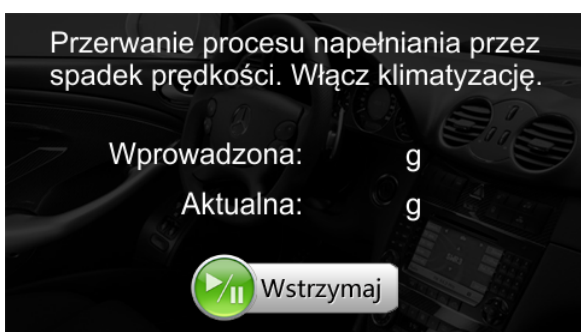 Przerwanie procesu napełniania przez
spadek prędkości. Włącz klimatyzację.
Wprowadzona: g
Aktualna: g
Wstrzymaj